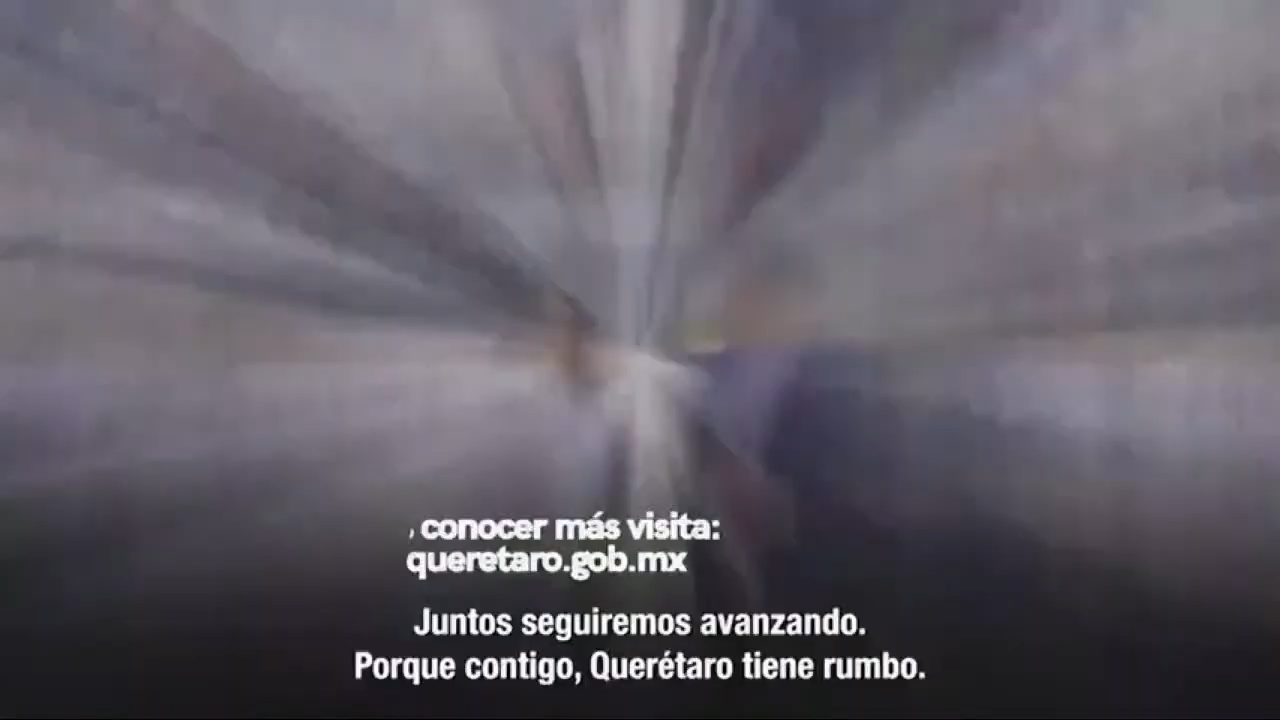 conocer más visita:
queretaro.gob.mx
Juntos seguiremos avanzando.
Porque contigo, Querétaro tiene rumbo.